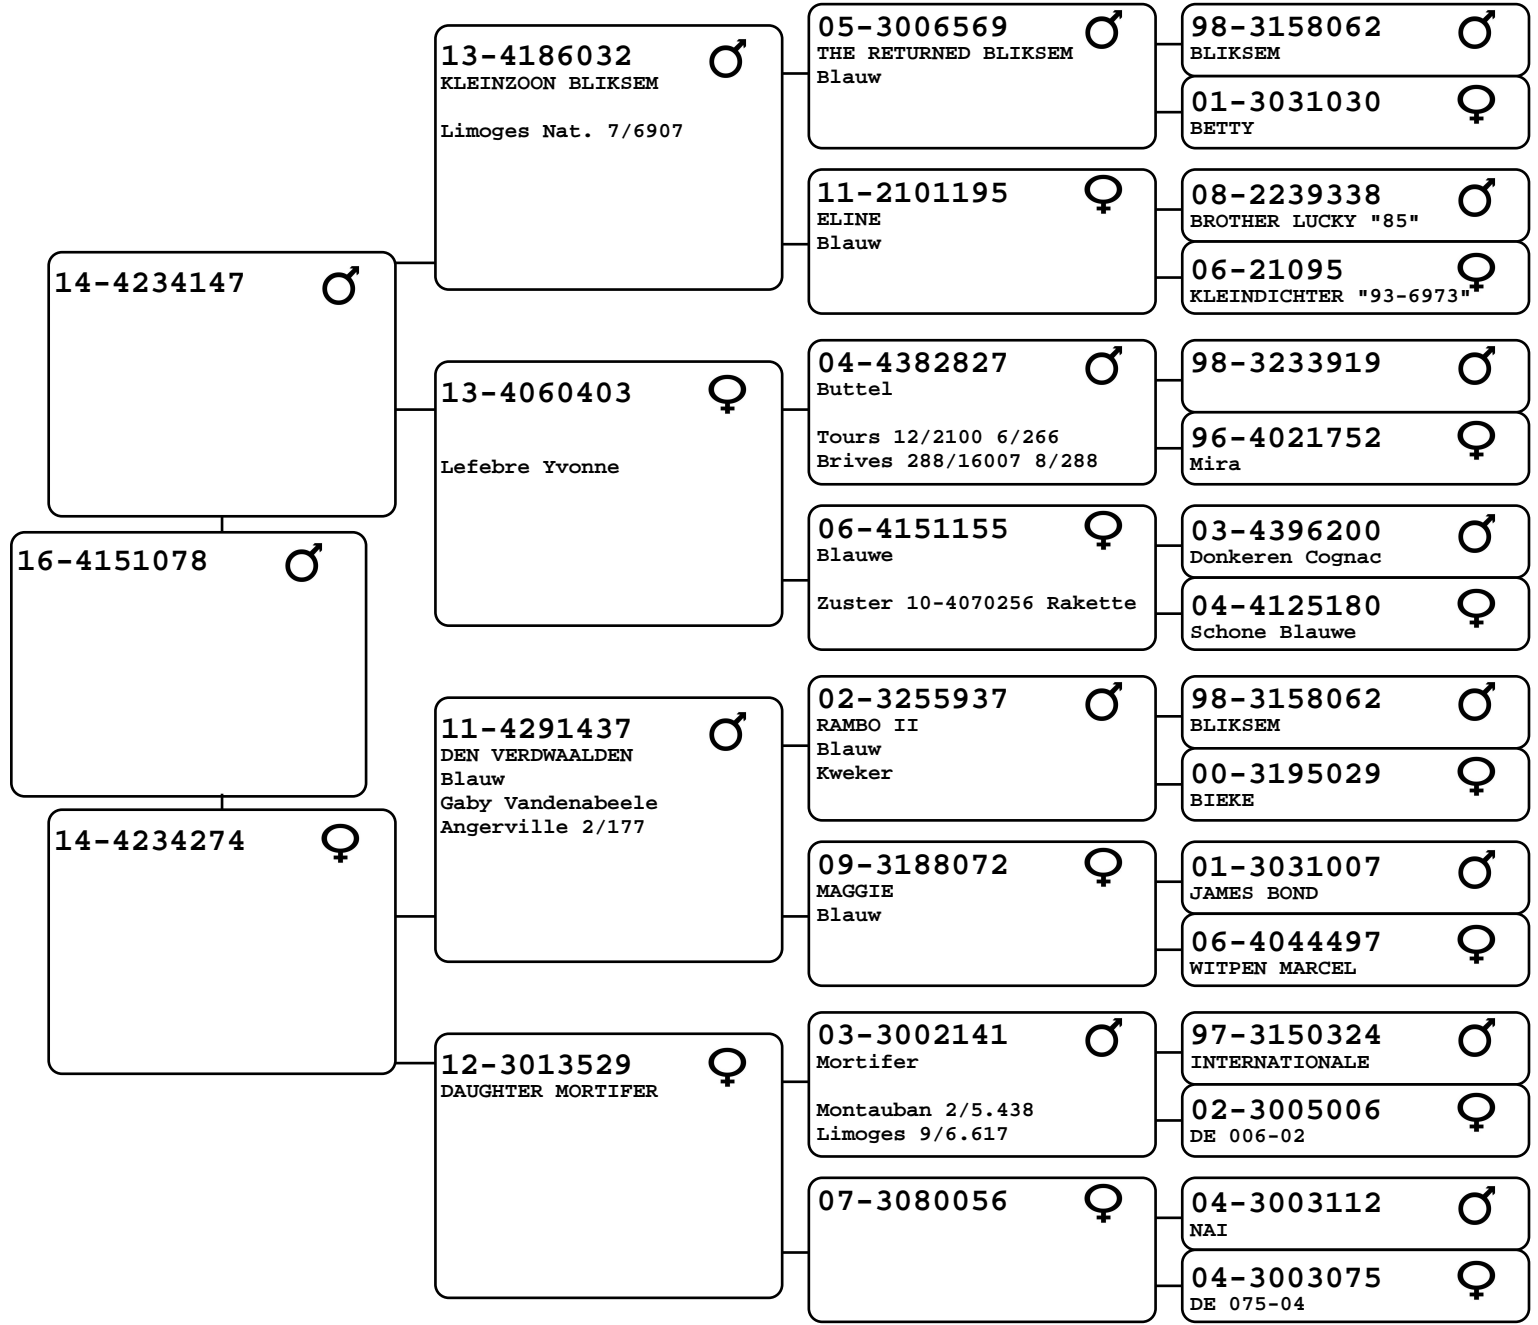 16-4151078
14-4234147
14-4234274
13-4186032
KLEINZOON BLIKSEM
Limoges Nat. 7/6907
13-4060403
Lefebre Yvonne
11-4291437
DEN VERDWAALDEN
Blauw
Gaby Vandenabeele
Angerville 2/177
12-3013529
DAUGHTER MORTIFER
05-3006569
THE RETURNED BLIKSEM
Blauw
11-2101195
ELINE
Blauw
04-4382827
Buttel
Tours 12/2100 6/266
Brives 288/16007 8/288
06-4151155
Blauwe
Zuster 10-4070256 Rakette
02-3255937
RAMBO II
Blauw
Kweker
09-3188072
MAGGIE
Blauw
03-3002141
Mortifer
Montauban 2/5.438
Limoges 9/6.617
07-3080056
98-3158062
BLIKSEM
01-3031030
BETTY
08-2239338
BROTHER LUCKY "85"
06-21095
KLEINDICHTER "93-6973"
98-3233919
96-4021752
Mira
03-4396200
Donkeren Cognac
04-4125180
Schone Blauwe
98-3158062
BLIKSEM
00-3195029
BIEKE
01-3031007
JAMES BOND
06-4044497
WITPEN MARCEL
97-3150324
INTERNATIONALE
02-3005006
DE 006-02
04-3003112
NAI
04-3003075
DE 075-04